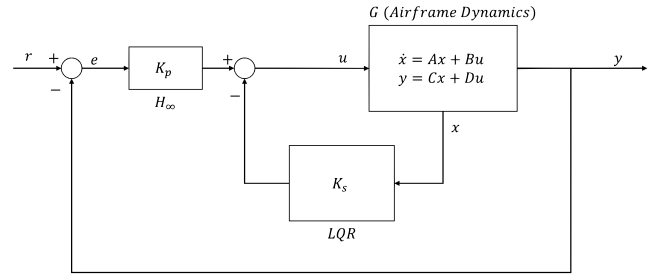 G (Airframe Dynamics)
r
+
−
e
K_p
H_∞
+
−
u
ẋ = Ax + Bu
y = Cx + Du
y
x
K_s
LQR